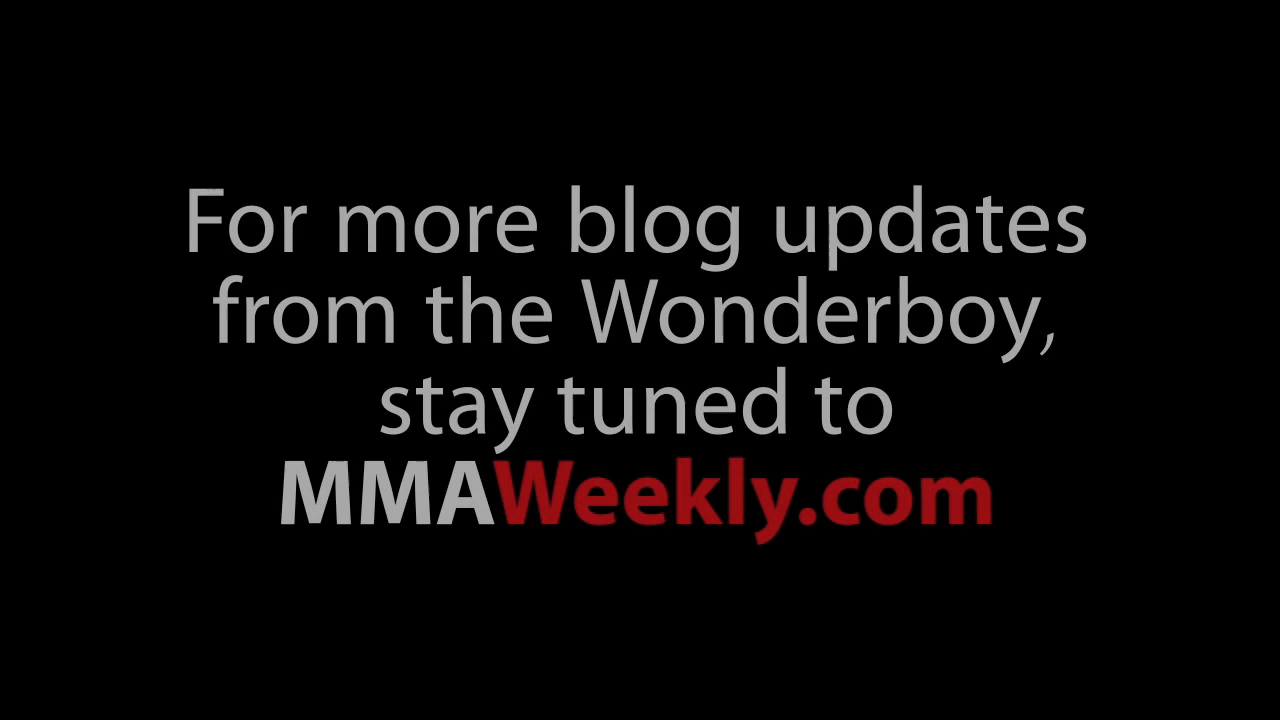 For more blog updates
from the Wonderboy,
stay tuned to
MMAWeekly.com